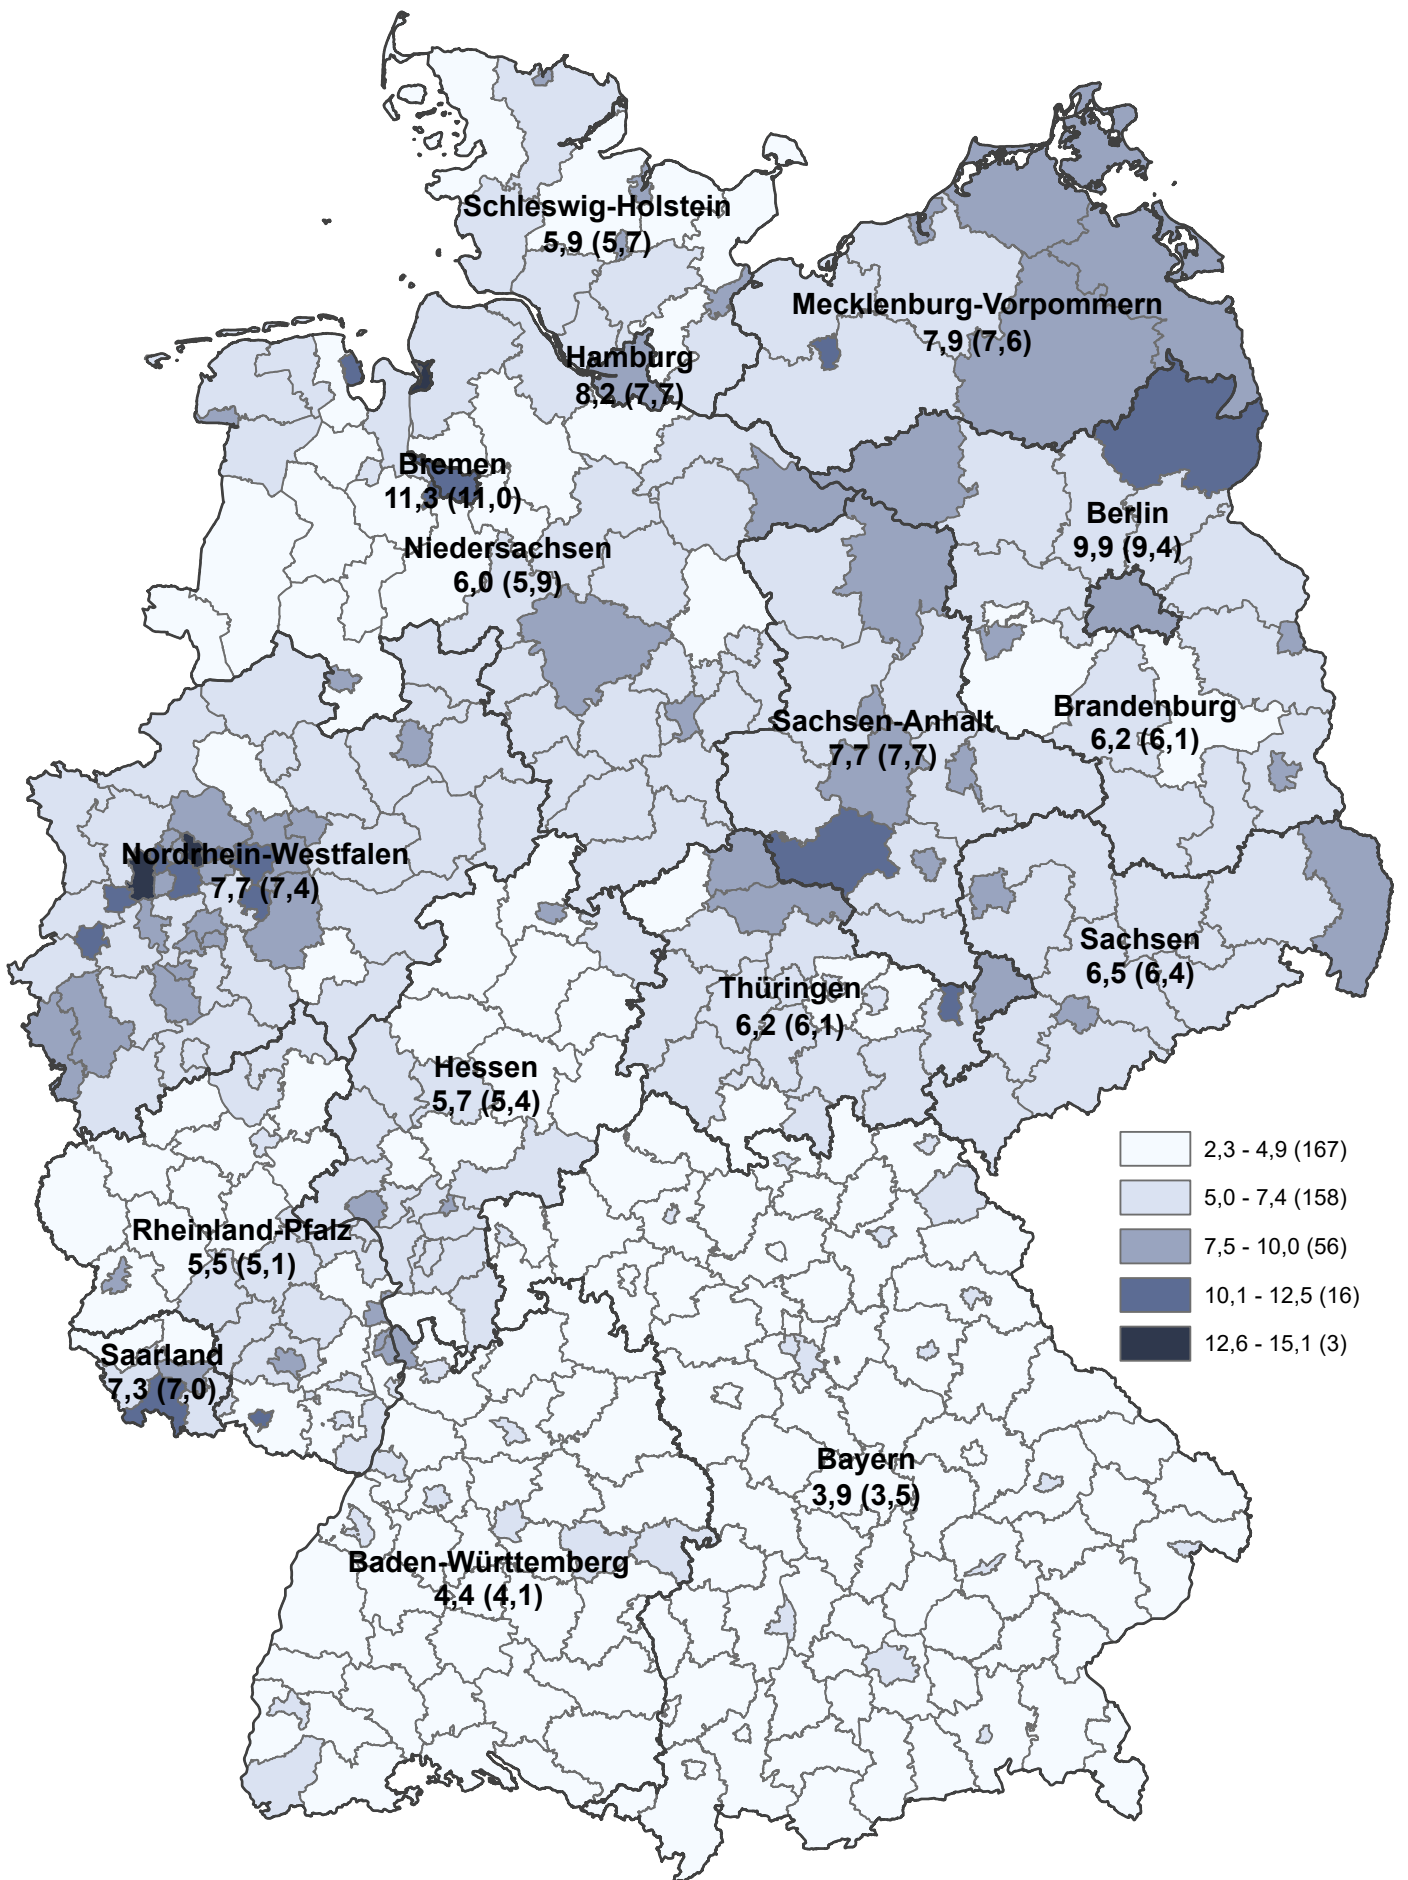 Schleswig-Holstein
5,9 (5,7)
Mecklenburg-Vorpommern
7,9 (7,6)
Hamburg
8,2 (7,7)
Bremen
11,3 (11,0)
Berlin
9,9 (9,4)
Niedersachsen
6,0 (5,9)
Brandenburg
6,2 (6,1)
Sachsen-Anhalt
7,7 (7,7)
Nordrhein-Westfalen
7,7 (7,4)
Sachsen
6,5 (6,4)
Thüringen
6,2 (6,1)
Hessen
5,7 (5,4)
2,3 - 4,9 (167)
5,0 - 7,4 (158)
7,5 - 10,0 (56)
10,1 - 12,5 (16)
12,6 - 15,1 (3)
Rheinland-Pfalz
5,5 (5,1)
Saarland
7,3 (7,0)
Bayern
3,9 (3,5)
Baden-Württemberg
4,4 (4,1)